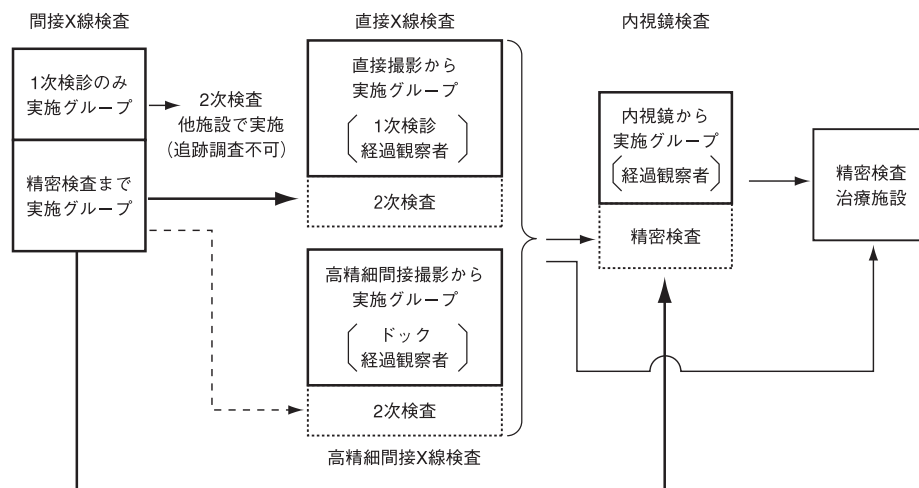 間接X線検査
1次検診のみ
実施グループ
精密検査まで
実施グループ
2次検査
他施設で実施
(追跡調査不可)
直接X線検査
直接撮影から
実施グループ
1次検診
経過観察者
2次検査
高精細間接撮影から
実施グループ
ドック
経過観察者
2次検査
高精細間接X線検査
内視鏡検査
内視鏡から
実施グループ
経過観察者
精密検査
精密検査
治療施設